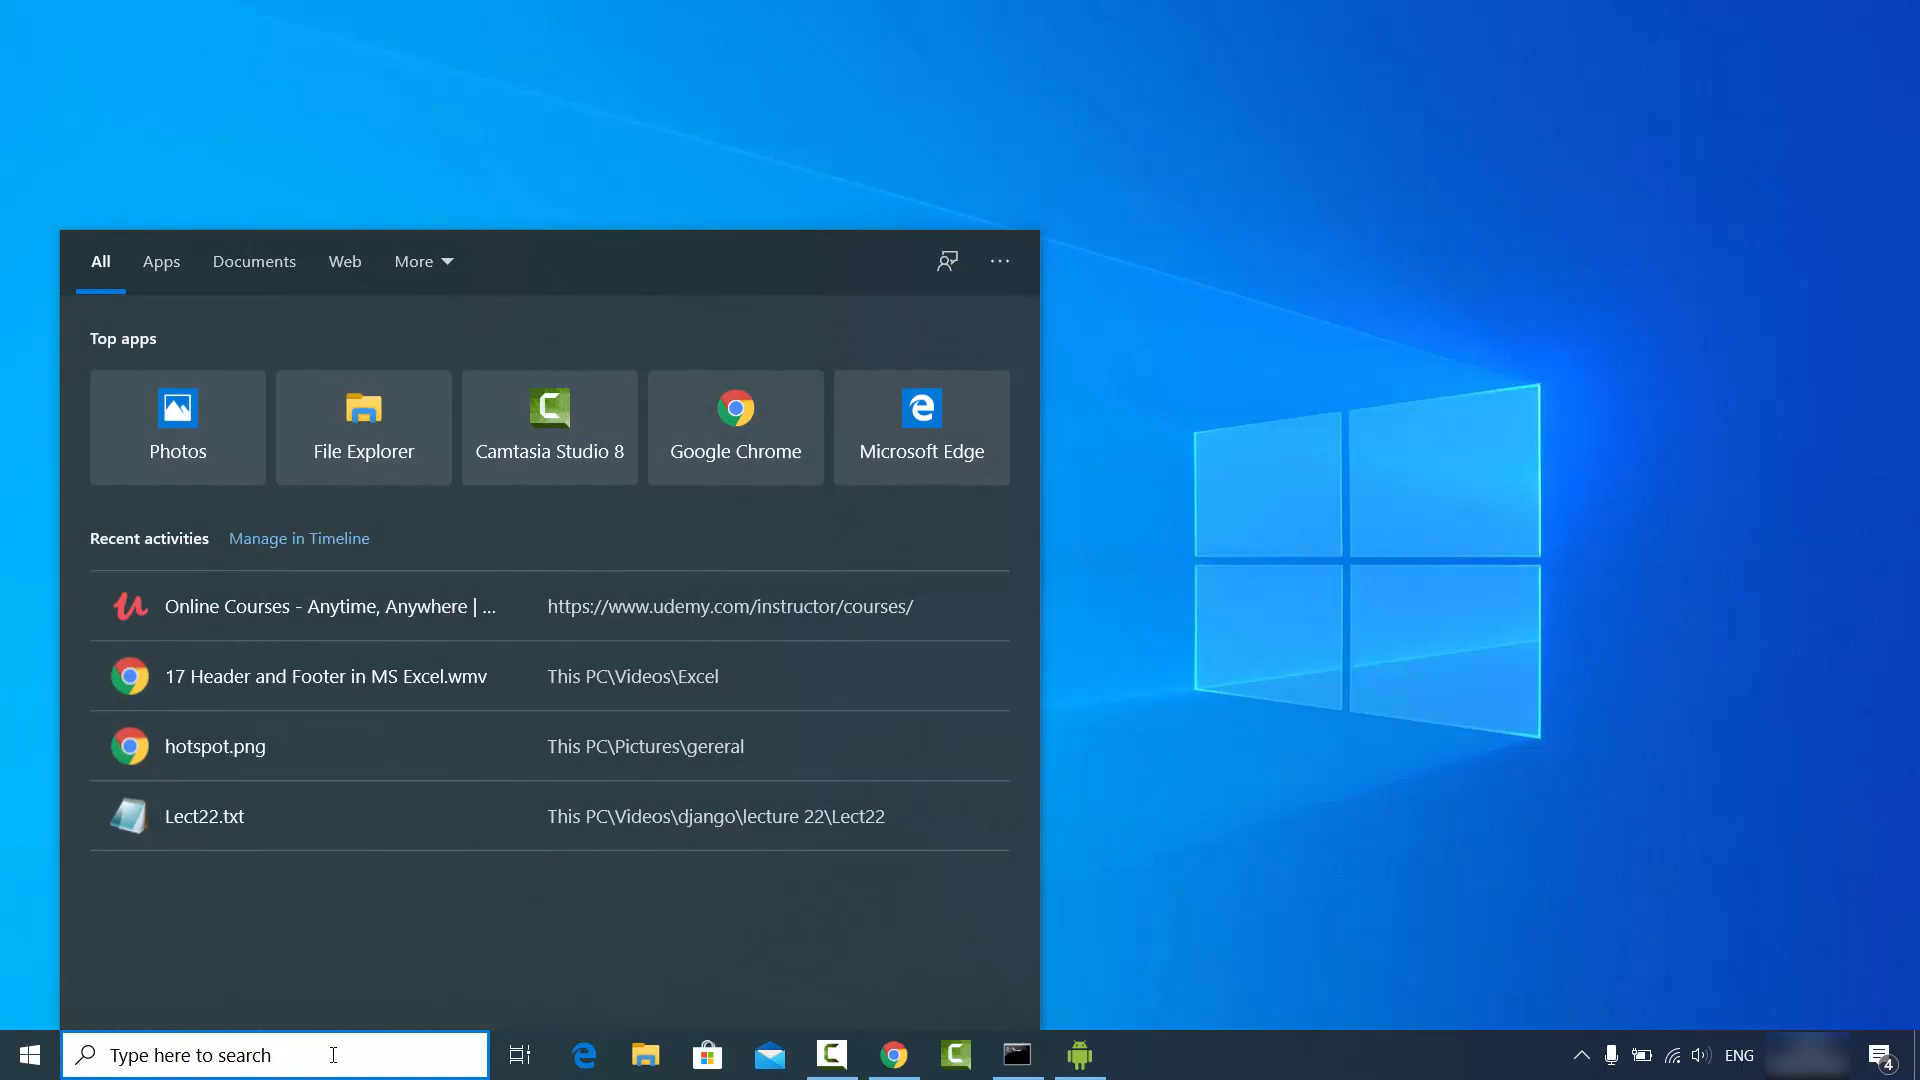 All Apps Documents Web More
Top apps
Photos File Explorer Camtasia Studio 8 Google Chrome Microsoft Edge
Recent activities Manage in Timeline
Online Courses - Anytime, Anywhere | ... https://www.udemy.com/instructor/courses/
17 Header and Footer in MS Excel.wmv This PC\Videos\Excel
hotspot.png This PC\Pictures\gereral
Lect22.txt This PC\Videos\django\lecture 22\Lect22
Type here to search ENG 4